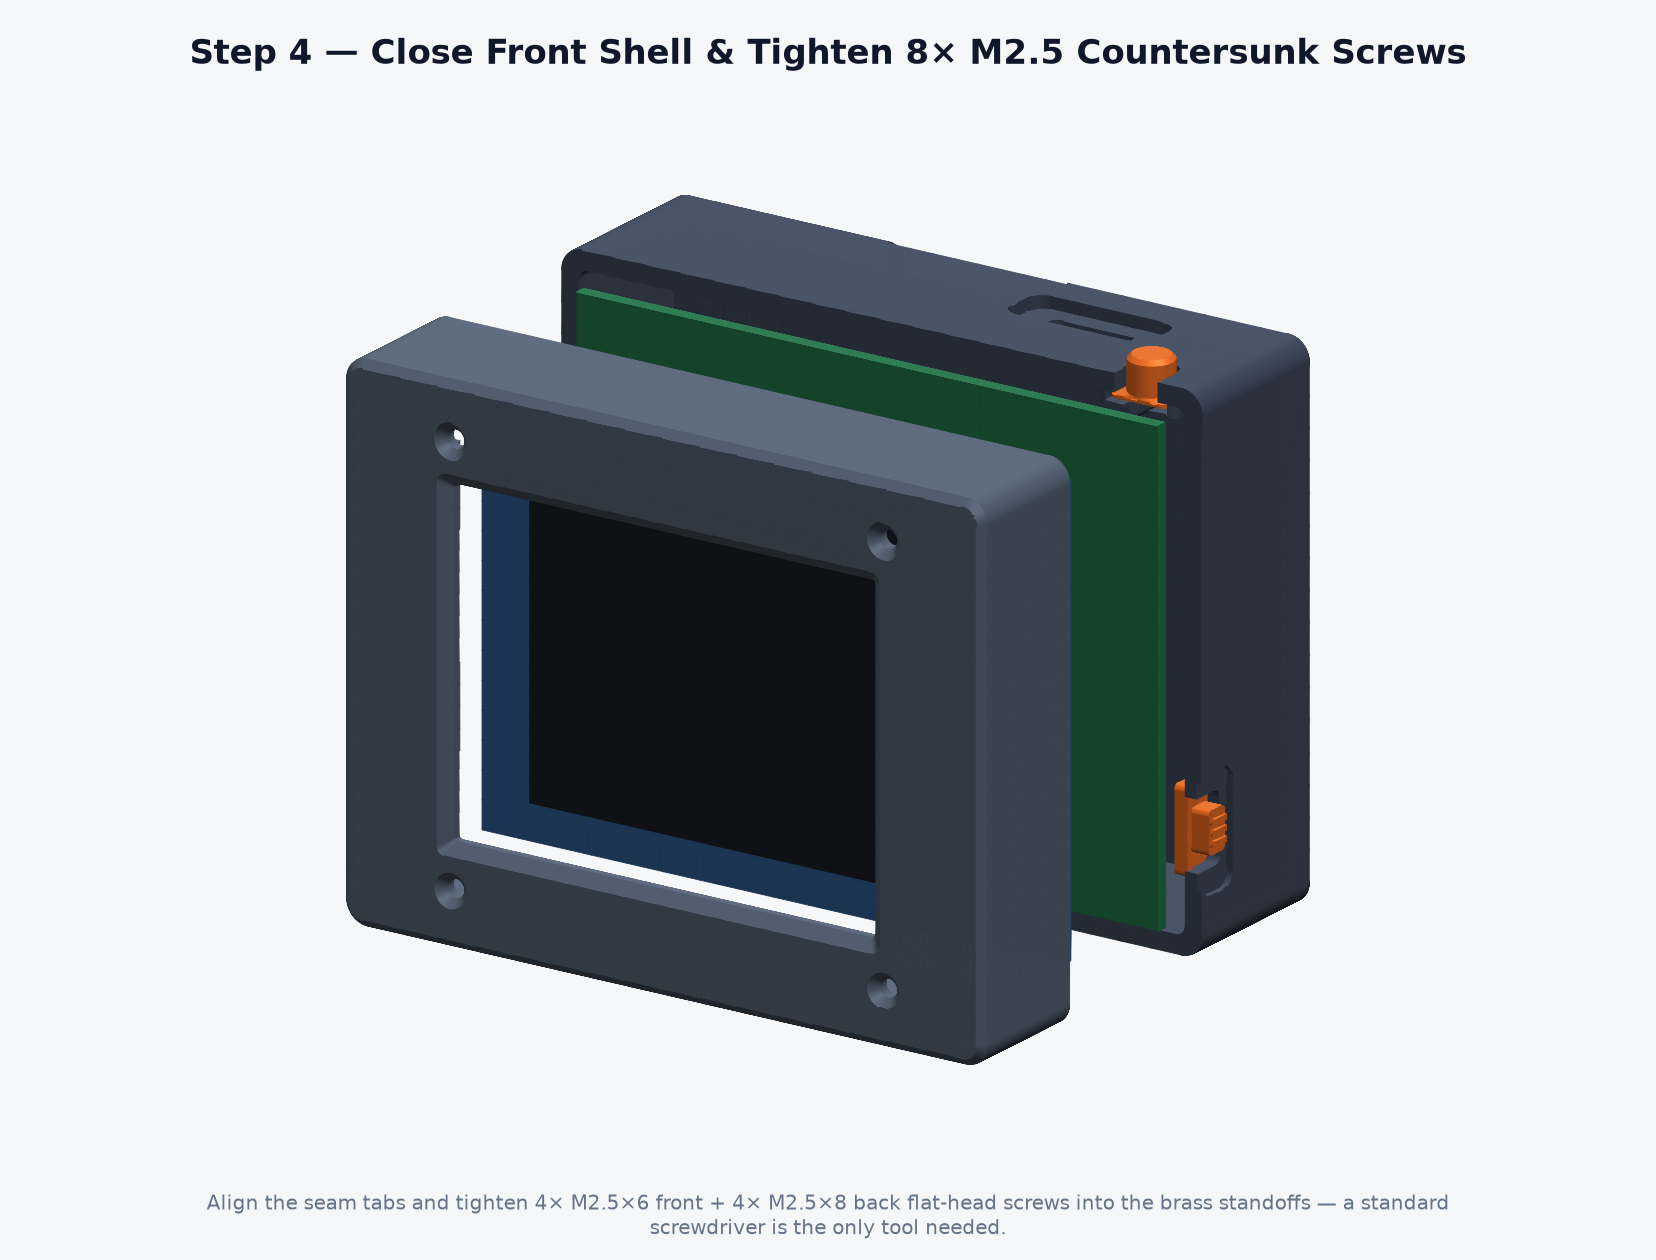 Step 4 — Close Front Shell & Tighten 8× M2.5 Countersunk Screws
Align the seam tabs and tighten 4× M2.5×6 front + 4× M2.5×8 back flat-head screws into the brass standoffs — a standard
screwdriver is the only tool needed.